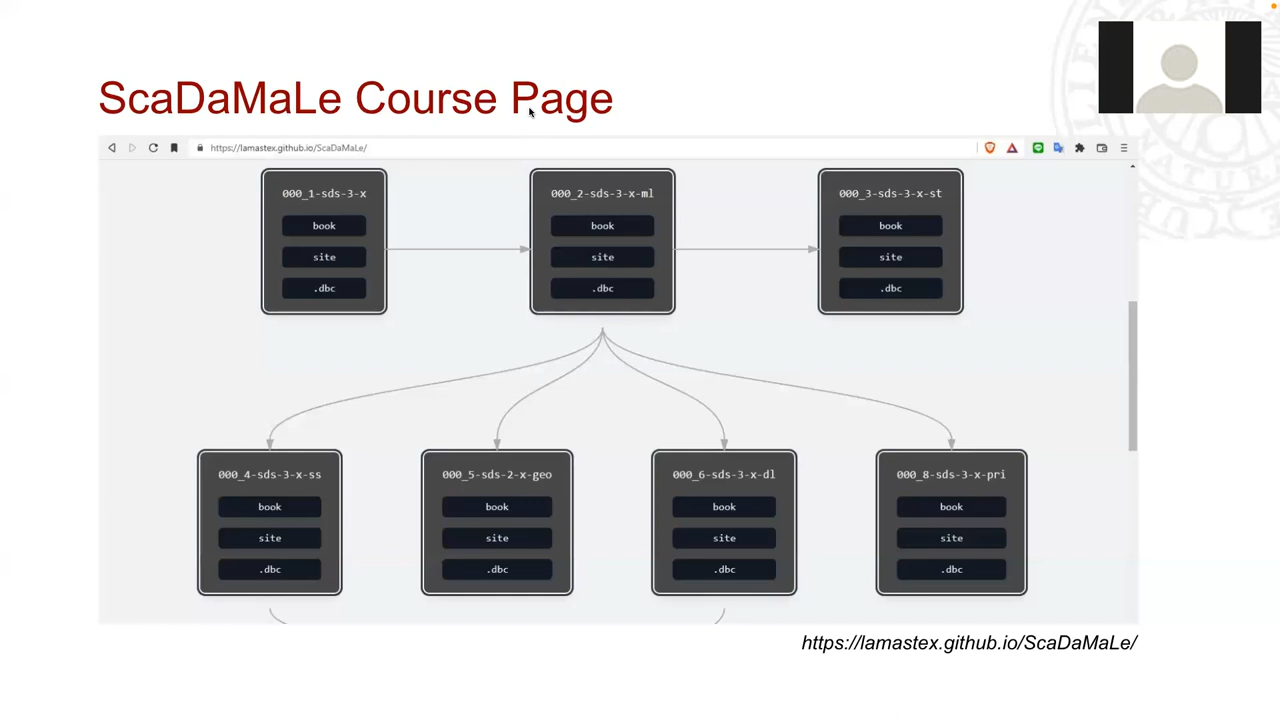 ScaDaMaLe Course Page
https://lamastex.github.io/ScaDaMaLe/
000_1-sds-3-x
book
site
.dbc
000_2-sds-3-x-ml
book
site
.dbc
000_3-sds-3-x-st
book
site
.dbc
000_4-sds-3-x-ss
book
site
.dbc
000_5-sds-2-x-geo
book
site
.dbc
000_6-sds-3-x-dl
book
site
.dbc
000_8-sds-3-x-pri
book
site
.dbc
https://lamastex.github.io/ScaDaMaLe/